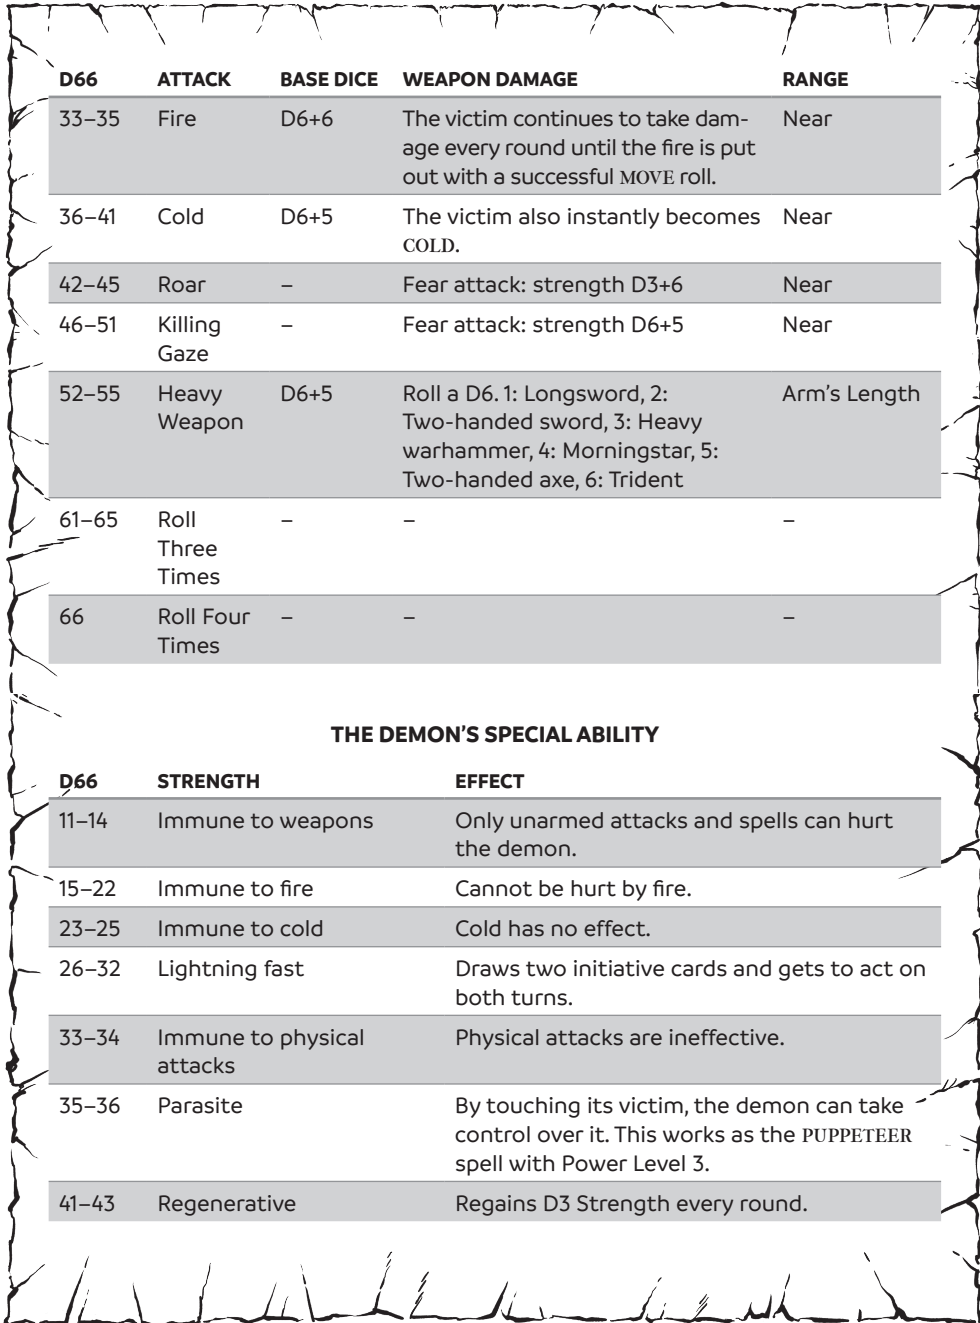 D66 ATTACK BASE DICE WEAPON DAMAGE RANGE
33–35 Fire D6+6 The victim continues to take dam- Near
age every round until the fire is put
out with a successful MOVE roll.
36–41 Cold D6+5 The victim also instantly becomes Near
COLD.
42–45 Roar – Fear attack: strength D3+6 Near
46–51 Killing – Fear attack: strength D6+5 Near
Gaze
52–55 Heavy D6+5 Roll a D6. 1: Longsword, 2: Arm’s Length
Weapon Two-handed sword, 3: Heavy
warhammer, 4: Morningstar, 5:
Two-handed axe, 6: Trident
61–65 Roll – – –
Three
Times
66 Roll Four – – –
Times
THE DEMON’S SPECIAL ABILITY
D66 STRENGTH EFFECT
11–14 Immune to weapons Only unarmed attacks and spells can hurt
the demon.
15–22 Immune to fire Cannot be hurt by fire.
23–25 Immune to cold Cold has no effect.
26–32 Lightning fast Draws two initiative cards and gets to act on
both turns.
33–34 Immune to physical Physical attacks are ineffective.
attacks
35–36 Parasite By touching its victim, the demon can take
control over it. This works as the PUPPETEER
spell with Power Level 3.
41–43 Regenerative Regains D3 Strength every round.